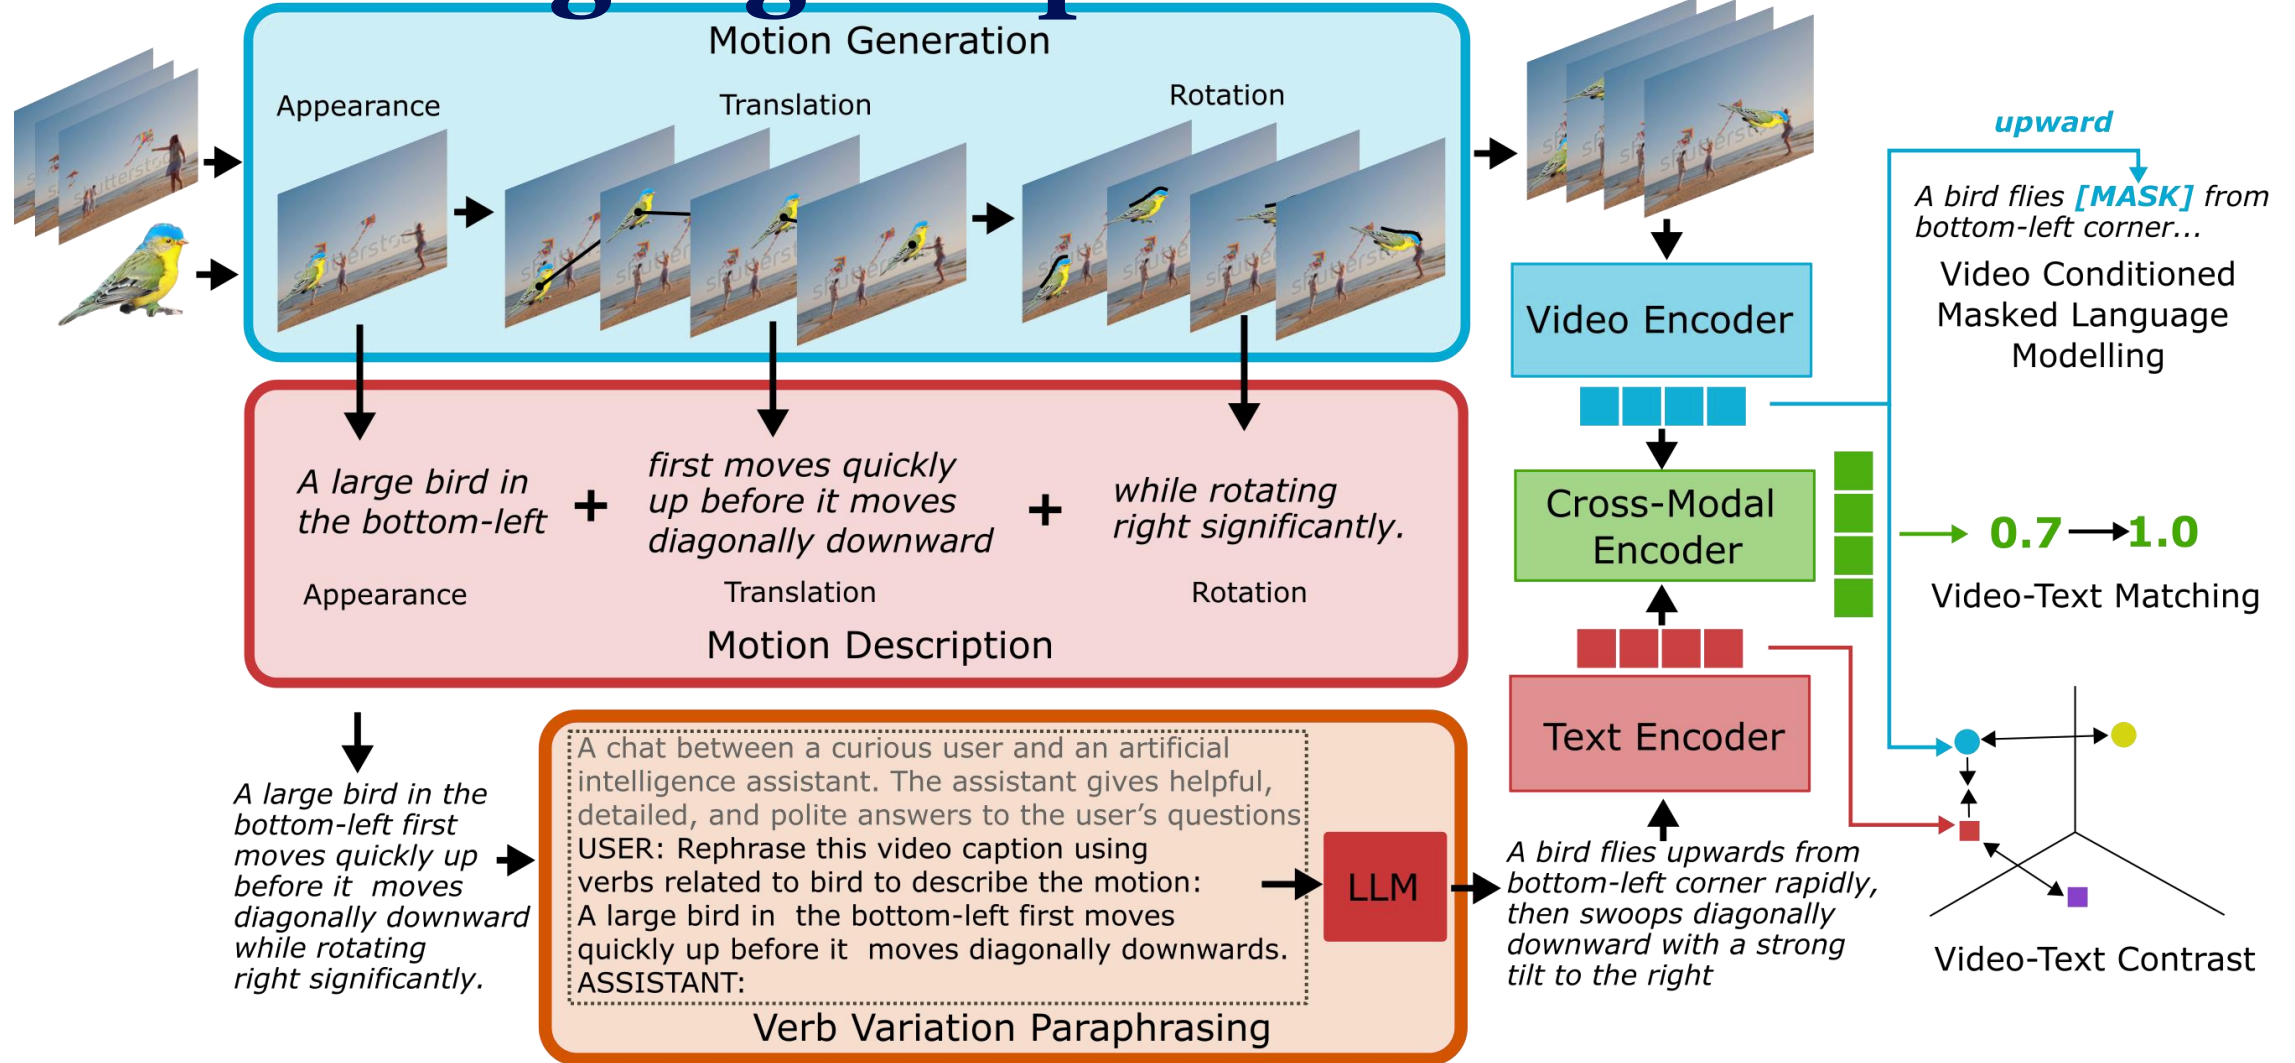 Motion Generation
Appearance
Translation
Rotation
shutterstock
upward
A bird flies [MASK] from
bottom-left corner...
Video Conditioned
Masked Language
Modelling
Video Encoder
A large bird in
the bottom-left
+
first moves quickly
up before it moves
diagonally downward
+
while rotating
right significantly.
Appearance
Translation
Rotation
Motion Description
Cross-Modal
Encoder
0.7
1.0
Video-Text Matching
Text Encoder
A large bird in the
bottom-left first
moves quickly up
before it moves
diagonally downward
while rotating
right significantly.
A chat between a curious user and an artificial
intelligence assistant. The assistant gives helpful,
detailed, and polite answers to the user's questions
USER: Rephrase this video caption using
verbs related to bird to describe the motion:
A large bird in the bottom-left first moves
quickly up before it moves diagonally downwards.
ASSISTANT:
LLM
Verb Variation Paraphrasing
A bird flies upwards from
bottom-left corner rapidly,
then swoops diagonally
downward with a strong
tilt to the right
Video-Text Contrast